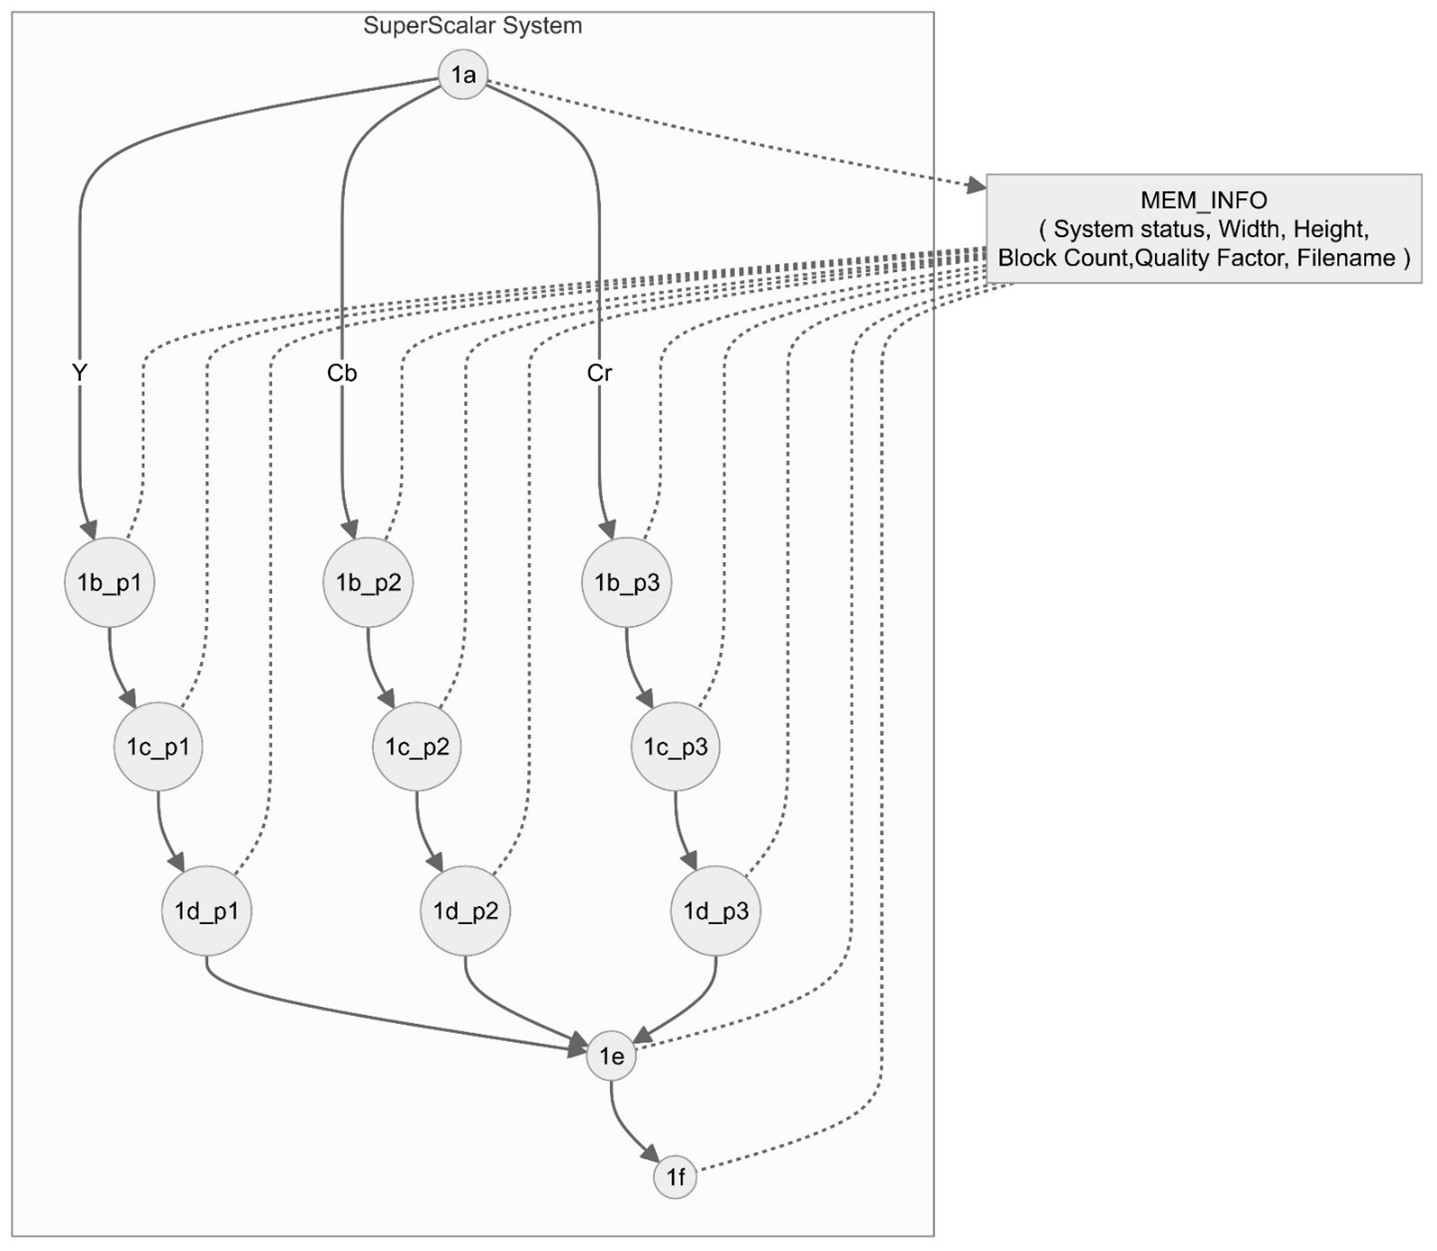 SuperScalar System
1a
MEM_INFO
( System status, Width, Height,
Block Count,Quality Factor, Filename )
Y
Cb
Cr
1b_p1
1b_p2
1b_p3
1c_p1
1c_p2
1c_p3
1d_p1
1d_p2
1d_p3
1e
1f